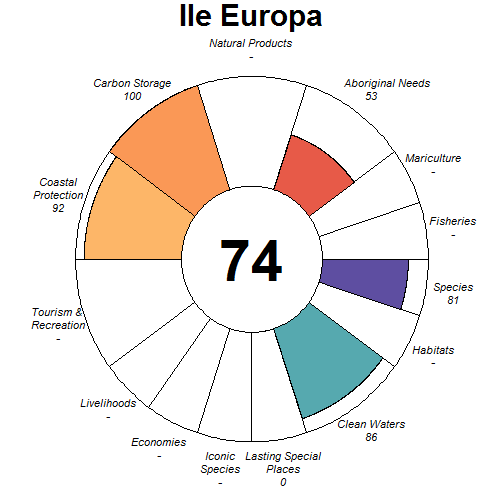 Ile Europa
Natural Products
-
Carbon Storage
100
Aboriginal Needs
53
Mariculture
-
Coastal
Protection
92
Fisheries
-
74
Species
81
Tourism &
Recreation
-
Habitats
-
Livelihoods
-
Clean Waters
86
Economies
-
Iconic
Species
-
Lasting Special
Places
0